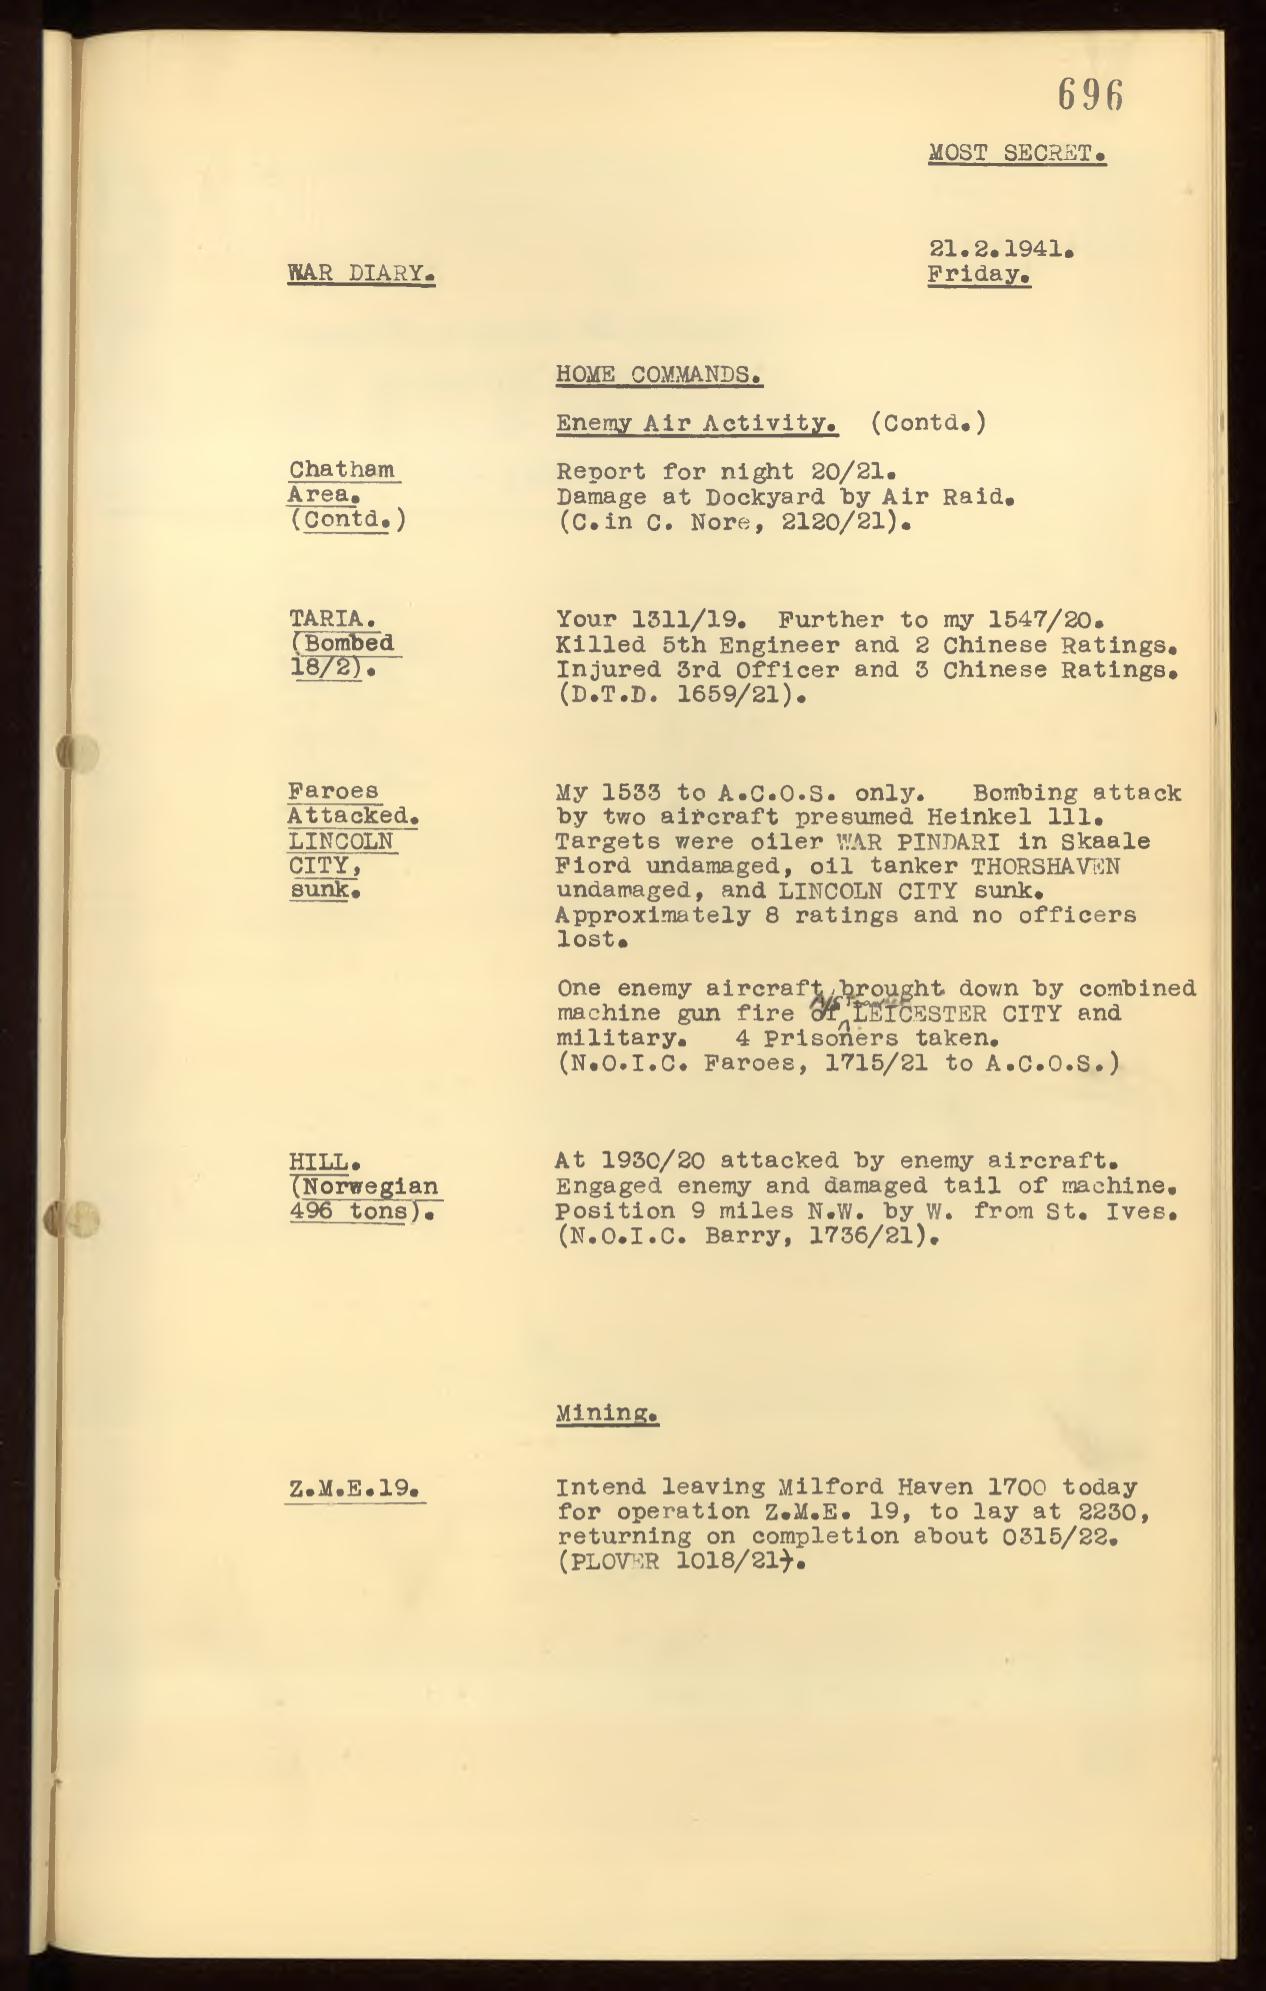 696
MOST SECRET.
21.2.1941.
WAR DIARY.
Friday.
HOME COMMANDS.
Enemy Air Activity. (Contd.)
Chatham
Area.
(Contd.)
Report for night 20/21.
Damage at Dockyard by Air Raid.
(C.in C. Nore, 2120/21).
TARIA.
(Bombed
18/2).
Your 1311/19. Further to my 1547/20.
Killed 5th Engineer and 2 Chinese Ratings.
Injured 3rd Officer and 3 Chinese Ratings.
(D.T.D. 1659/21).
Faroes
Attacked.
LINCOLN
CITY,
sunk.
My 1533 to A.C.O.S. only. Bombing attack
by two aircraft presumed Heinkel 111.
Targets were oiler WAR PINDARI in Skaale
Fiord undamaged, oil tanker THORSHAVEN
undamaged, and LINCOLN CITY sunk.
Approximately 8 ratings and no officers
lost.
One enemy aircraft brought down by combined
A/S Trawler
machine gun fire of LEICESTER CITY and
military. 4 Prisoners taken.
(N.O.I.C. Faroes, 1715/21 to A.C.O.S.)
HILL.
(Norwegian
496 tons).
At 1930/20 attacked by enemy aircraft.
Engaged enemy and damaged tail of machine.
Position 9 miles N.W. by W. from St. Ives.
(N.O.I.C. Barry, 1736/21).
Mining.
Z.M.E.19.
Intend leaving Milford Haven 1700 today
for operation Z.M.E. 19, to lay at 2230,
returning on completion about 0315/22.
(PLOVER 1018/21).